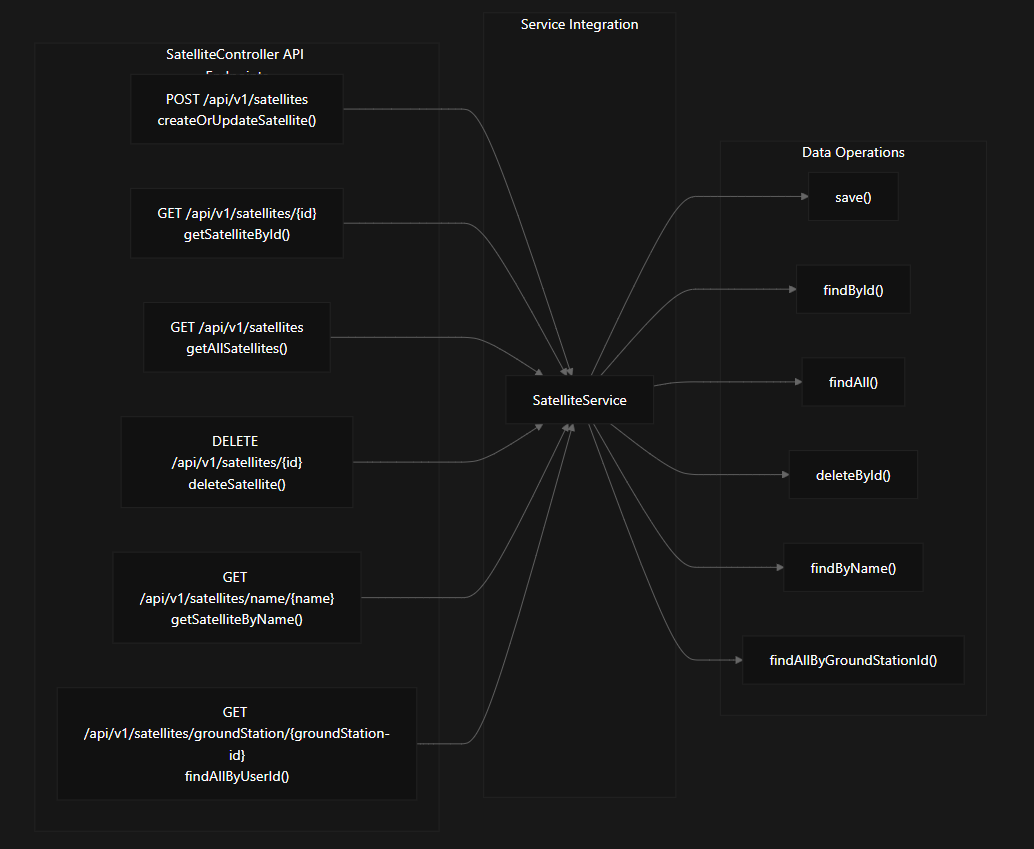 Service Integration
SatelliteController API
Endpoints
POST /api/v1/satellites
createOrUpdateSatellite()
GET /api/v1/satellites/{id}
getSatelliteById()
GET /api/v1/satellites
getAllSatellites()
DELETE
/api/v1/satellites/{id}
deleteSatellite()
GET
/api/v1/satellites/name/{name}
getSatelliteByName()
GET
/api/v1/satellites/groundStation/{groundStation-
id}
findAllByUserId()
SatelliteService
Data Operations
save()
findById()
findAll()
deleteById()
findByName()
findAllByGroundStationId()